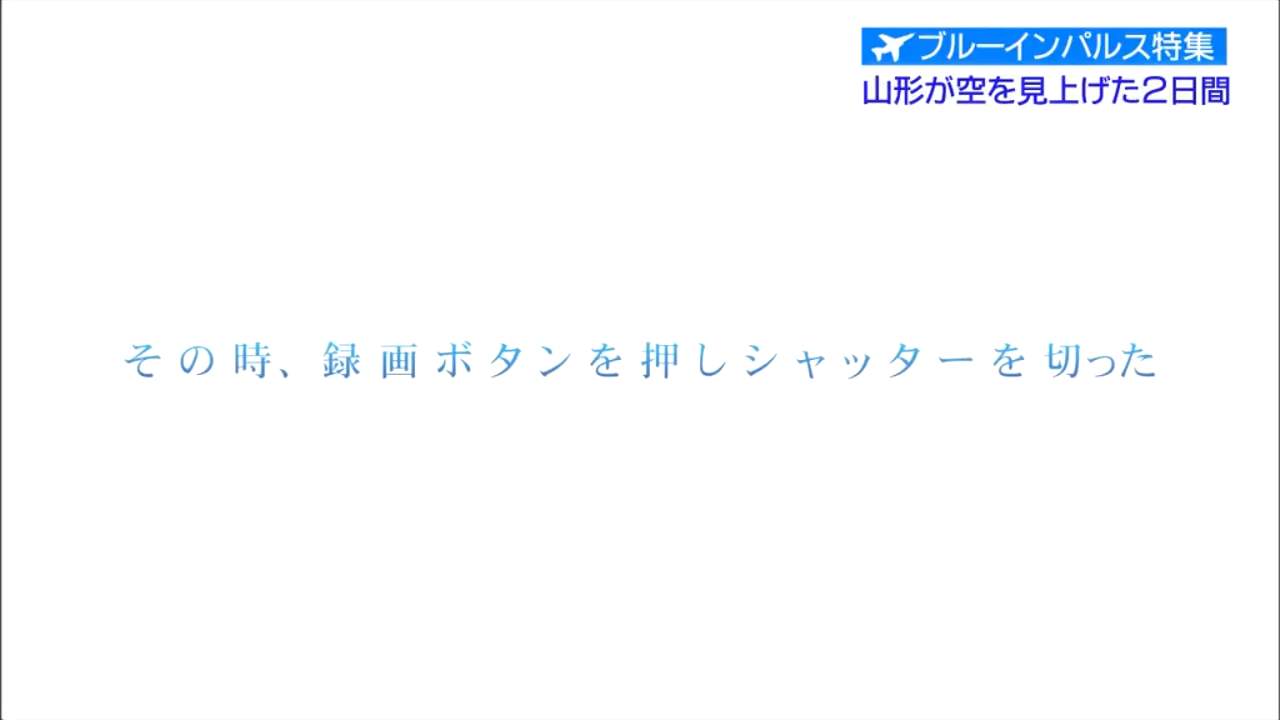 ブルーインパルス特集
山形が空を見上げた2日間
その時、録画ボタンを押しシャッターを切った